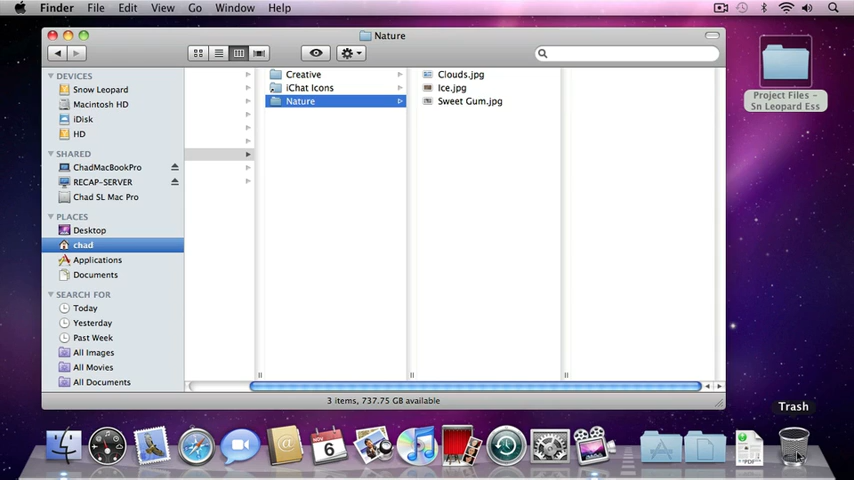 Finder File Edit View Go Window Help
Nature
DEVICES
Snow Leopard
Macintosh HD
iDisk
HD
SHARED
ChadMacBookPro
RECAP-SERVER
Chad SL Mac Pro
PLACES
Desktop
chad
Applications
Documents
SEARCH FOR
Today
Yesterday
Past Week
All Images
All Movies
All Documents
Creative
iChat Icons
Nature
Clouds.jpg
Ice.jpg
Sweet Gum.jpg
3 items, 737.75 GB available
Project Files –
Sn Leopard Ess
Trash
NOV
6
PDF